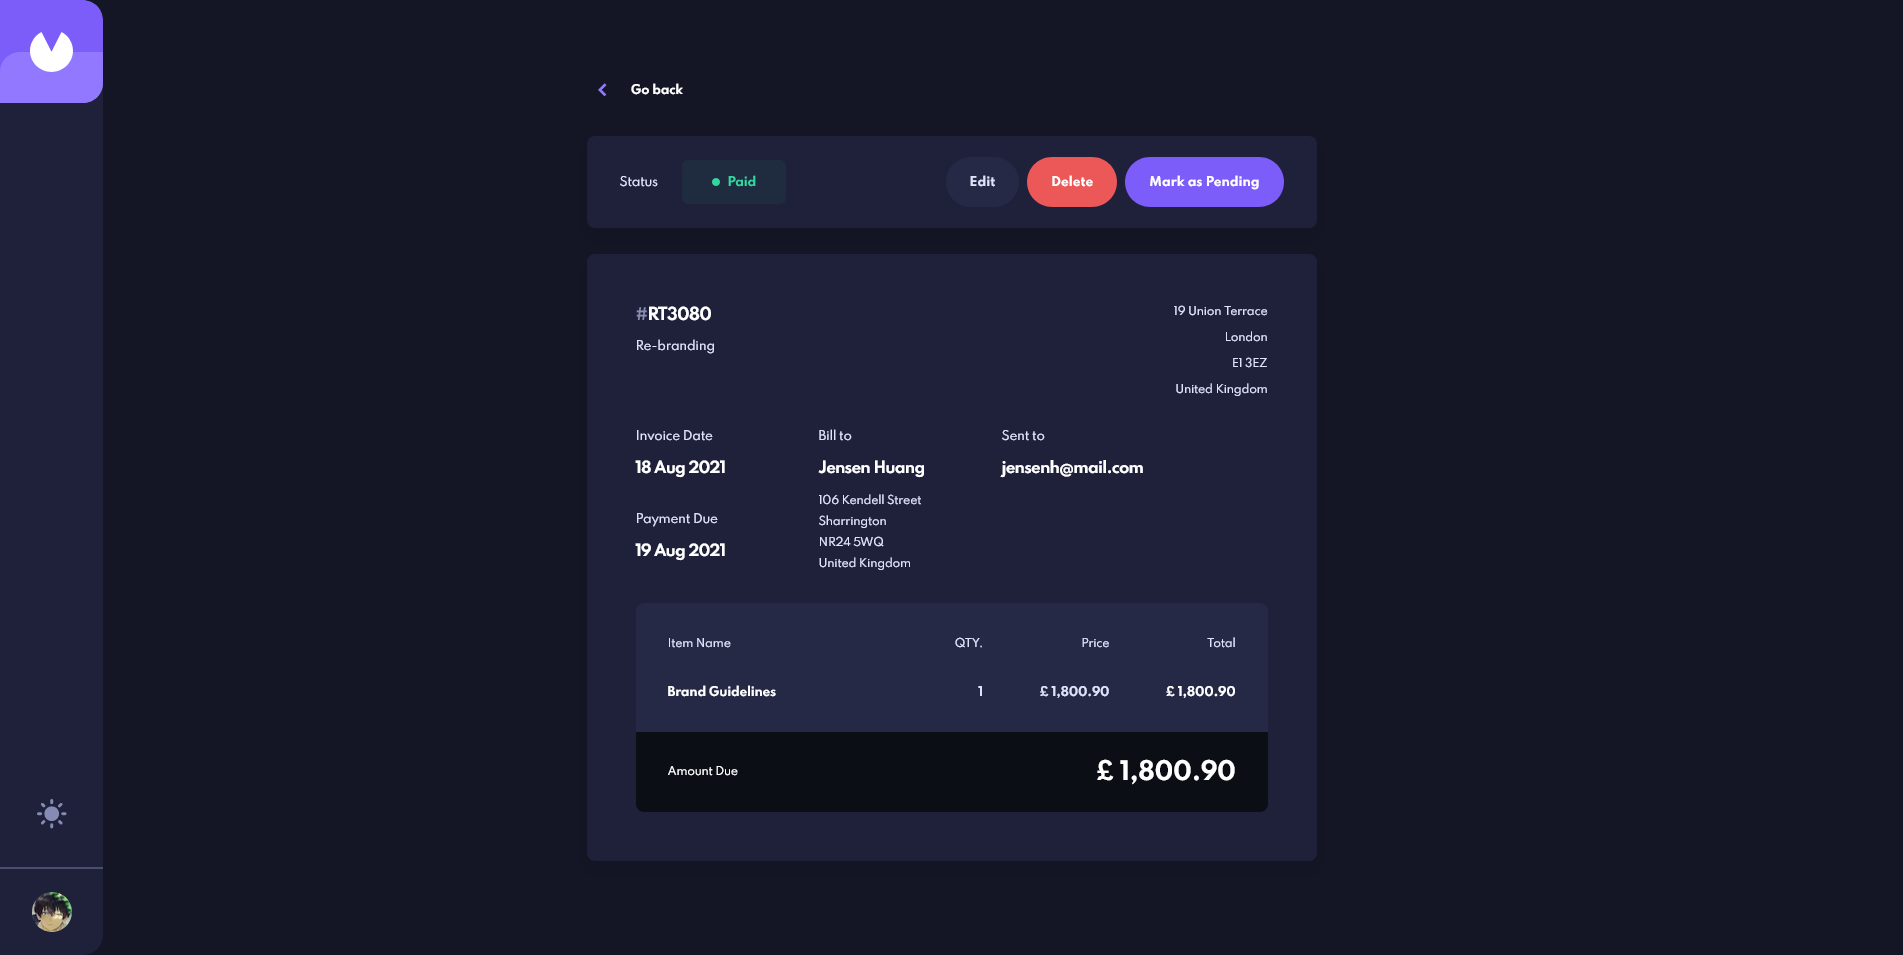 Go back
Status
Paid
Edit
Delete
Mark as Pending
#RT3080
Re-branding
19 Union Terrace
London
E1 3EZ
United Kingdom
Invoice Date
18 Aug 2021
Payment Due
19 Aug 2021
Bill to
Jensen Huang
106 Kendell Street
Sharrington
NR24 5WQ
United Kingdom
Sent to
jensenh@mail.com
Item Name QTY. Price Total
Brand Guidelines 1 £ 1,800.90 £ 1,800.90
Amount Due £ 1,800.90